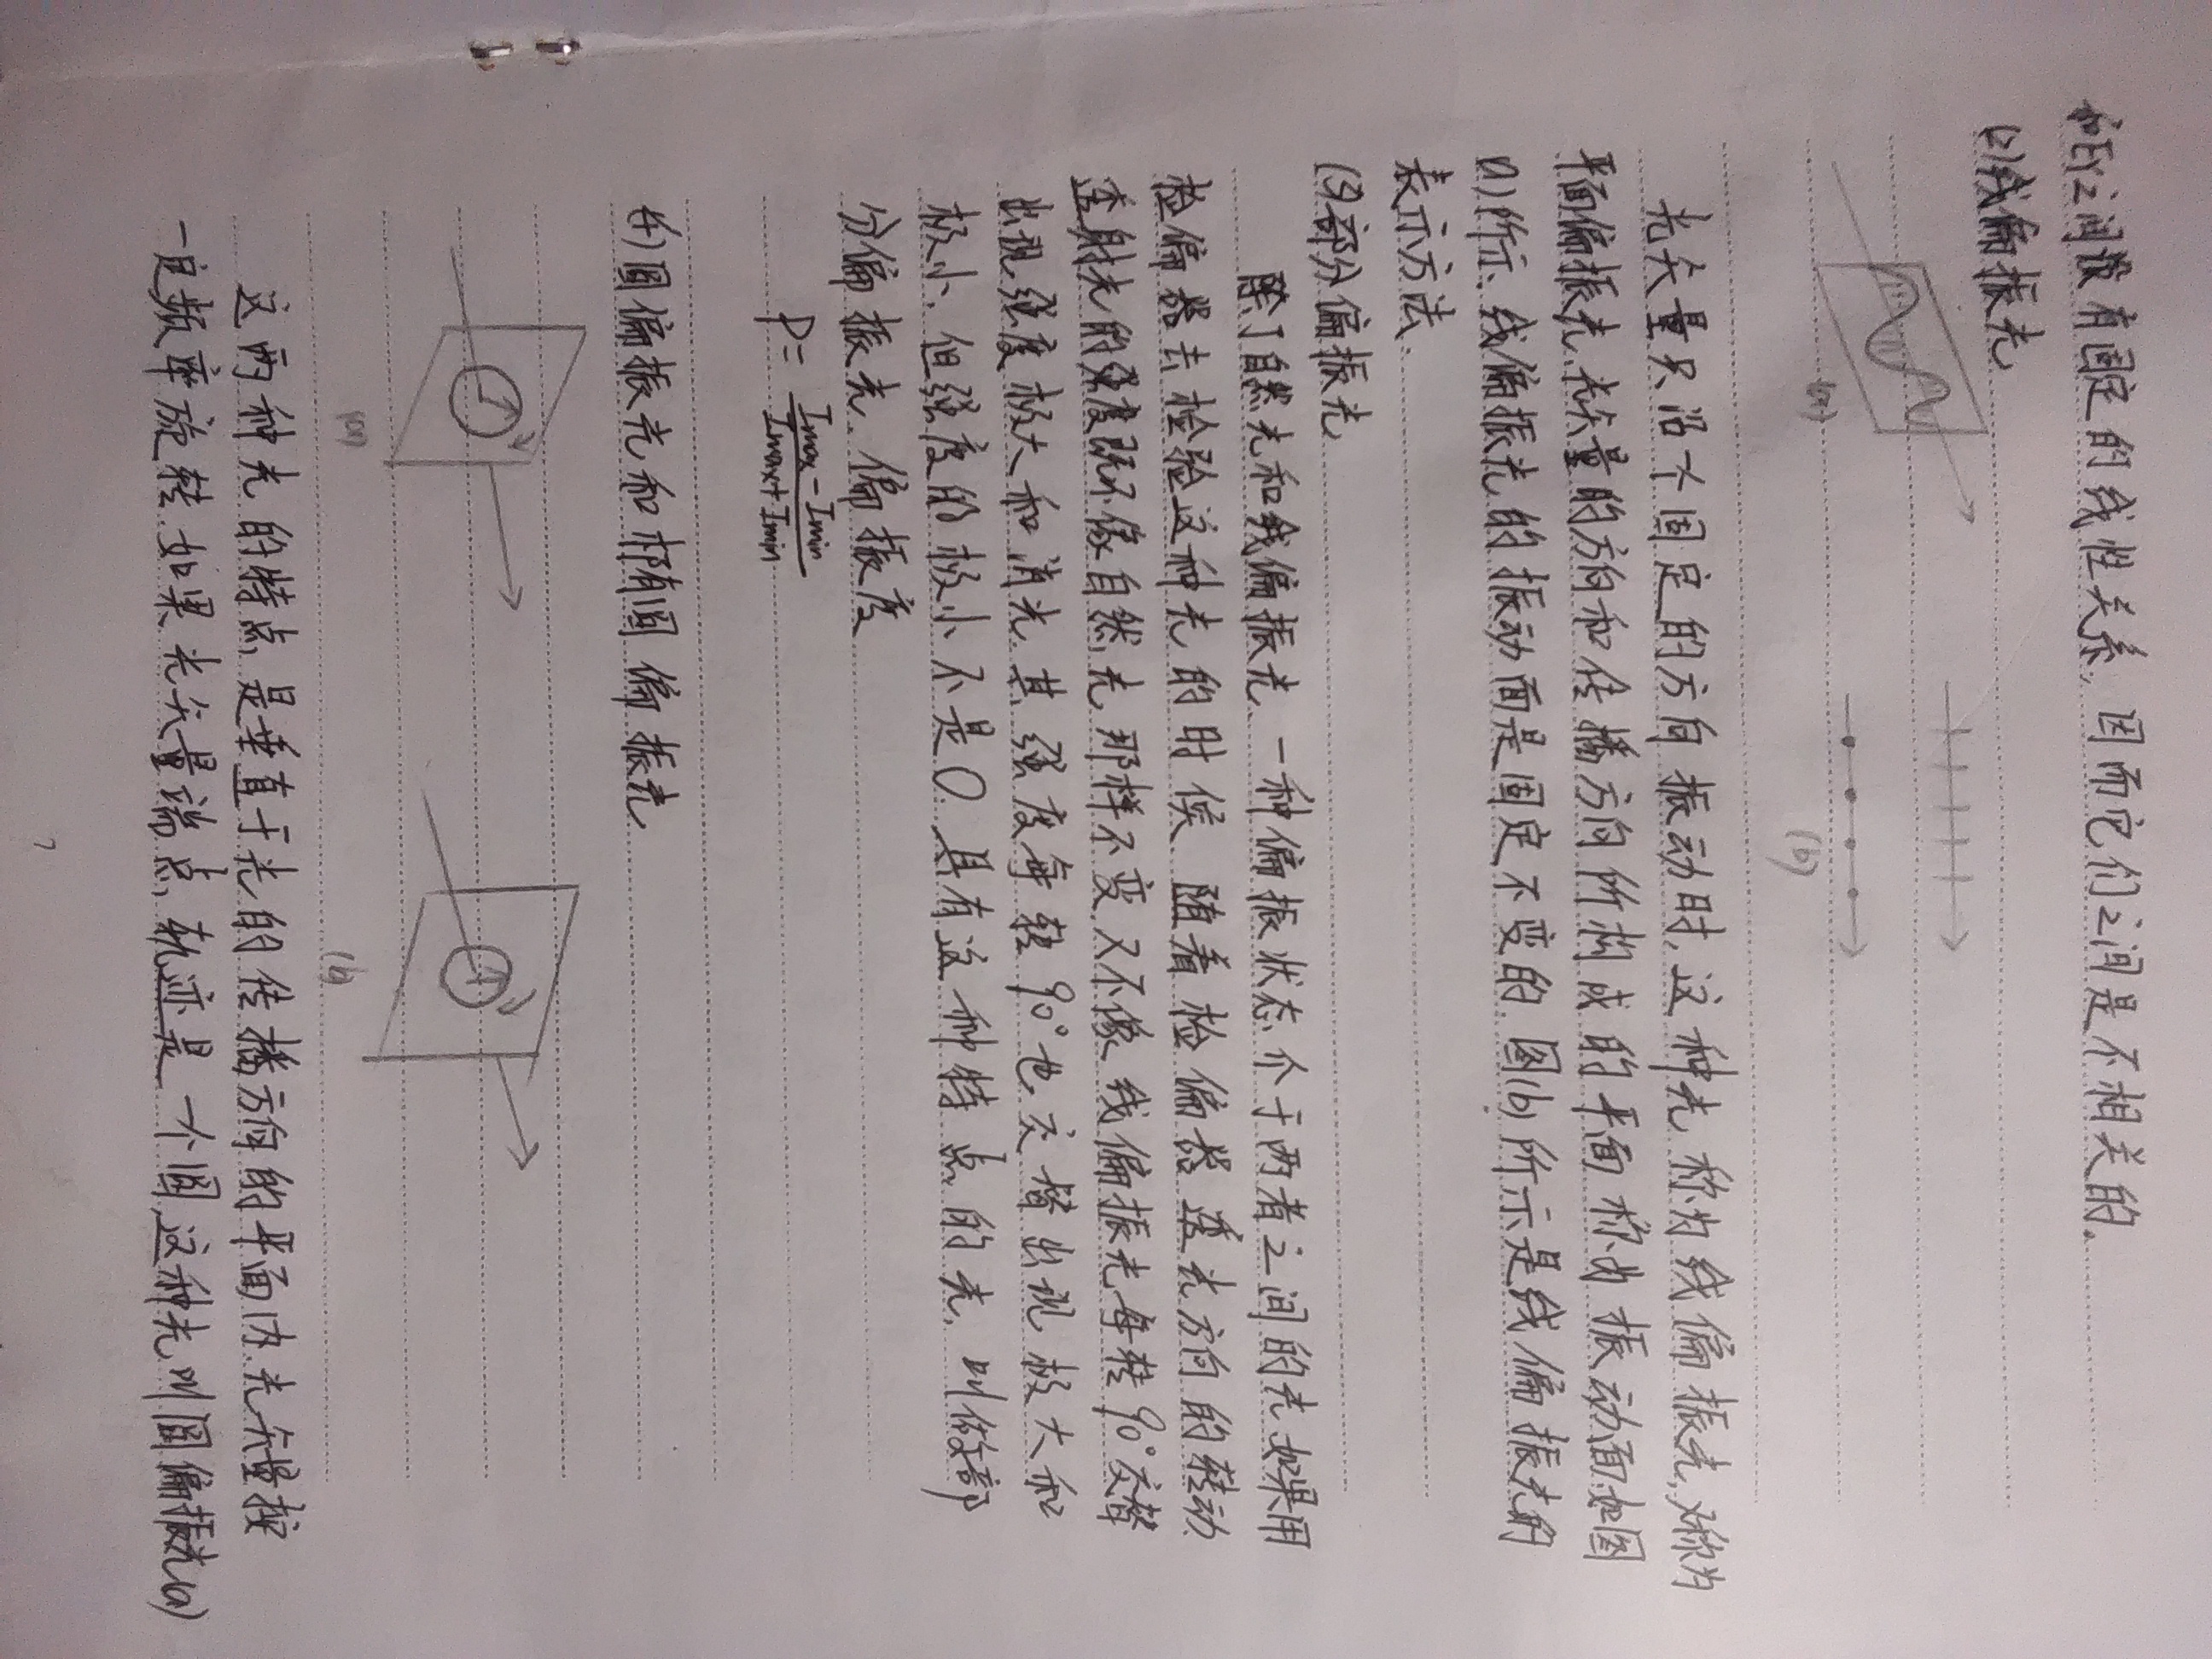 和Ey之间没有固定的线性关系,因而它们之间是不相关的.
(2)线偏振光
(a)
(b)
光矢量只沿个固定的方向振动时,这种光称为线偏振光,又称为
平面偏振光.光矢量的方向和传播方向所构成的平面称为振动面如图
(1)所示.线偏振光的振动面是固定不变的.图(b)所示是线偏振光的
表示方法.
(3)部分偏振光
除了自然光和线偏振光.一种偏振状态介于两者之间的光如果用
检偏器去检验这种光的时侯 随着检偏器透光方向的转动
透射光的强度既不像自然光那样不变,又不像线偏振光每转90°交替
出现强度极大和消光.其强度每转90°也交替出现极大和
极小.但强度的极小不是0.具有这种特点的光,叫做部
分偏振光.偏振度
P=(Imax-Imin)/(Imax+Imin)
(4)圆偏振光和椭圆偏振光
(a)
(b)
这两种光的特点是垂直于光的传播方向的平面内.光矢量按
一定频率旋转.如果光矢量端点,轨迹是一个圆,这种光叫圆偏振光(a)